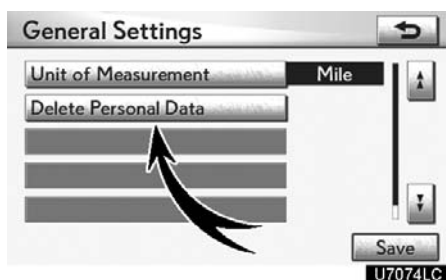 General Settings
Unit of Measurement Mile
Delete Personal Data
Save
U7074LC